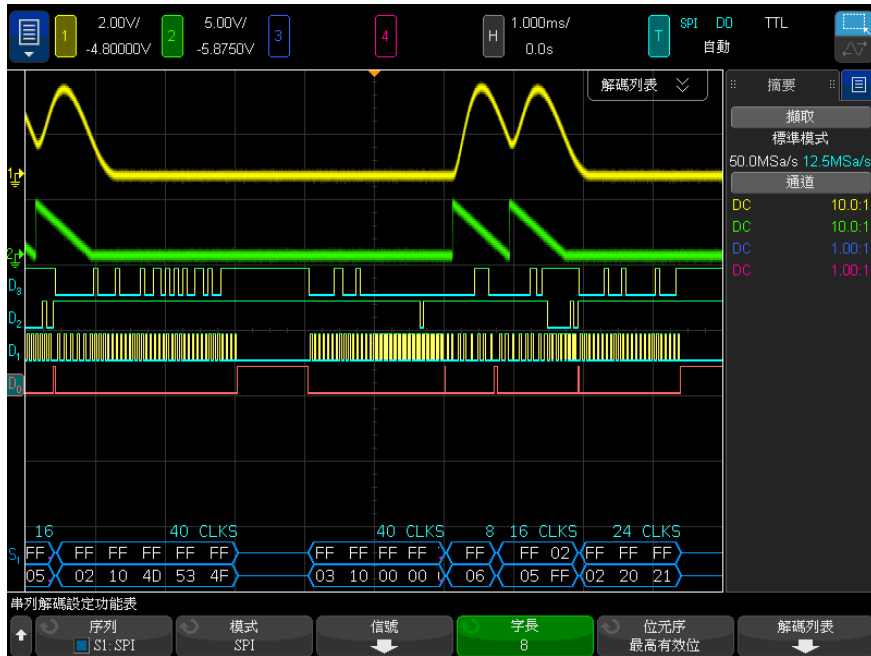 1 2.00V/ 2 5.00V/ 3 4 H 1.000ms/ T SPI D0 TTL
-4.80000V -5.8750V 0.0s 自動
解碼列表
摘要
擷取
標準模式
50.0MSa/s 12.5MSa/s
通道
DC 10.0:1
DC 10.0:1
DC 1.00:1
DC 1.00:1
1
2
D3
D2
D1
D0
16 40 CLKS 40 CLKS 8 16 CLKS 24 CLKS
S1 FF FF FF FF FF FF FF FF FF FF FF FF 02 FF FF FF
05 02 10 4D 53 4F 03 10 00 00 06 05 FF 02 20 21
串列解碼設定功能表
序列 模式 信號 字長 位元序 解碼列表
S1:SPI SPI 8 最高有效位